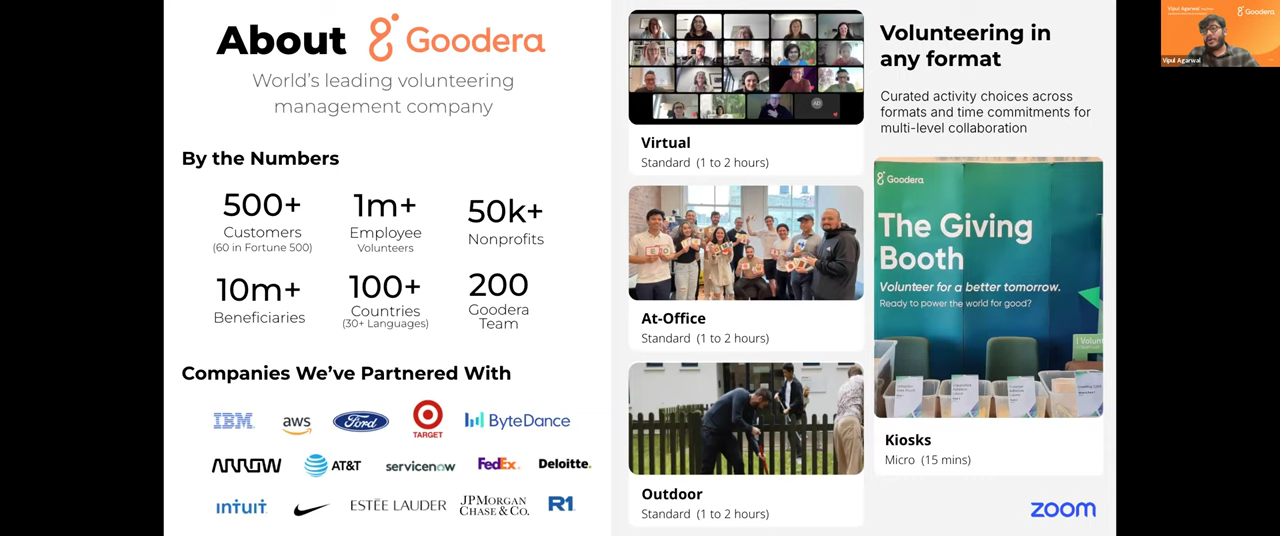 About Goodera
World's leading volunteering
management company
By the Numbers
500+
Customers
(60 in Fortune 500)
1m+
Employee
Volunteers
50k+
Nonprofits
10m+
Beneficiaries
100+
Countries
(30+ Languages)
200
Goodera
Team
Companies We've Partnered With
IBM
aws
Ford
TARGET
ByteDance
ARROW
AT&T
servicenow
FedEx
Deloitte.
INTUIT
ESTĒE LAUDER
JPMORGAN
CHASE & CO.
R1
AD
Virtual
Standard (1 to 2 hours)
At-Office
Standard (1 to 2 hours)
Outdoor
Standard (1 to 2 hours)
Volunteering in
any format
Curated activity choices across
formats and time commitments for
multi-level collaboration
Goodera
The Giving
Booth
Volunteer for a better tomorrow.
Ready to power the world for good?
Kiosks
Micro (15 mins)
zoom
Vipul Agarwal
Goodera
Vipul Agarwal